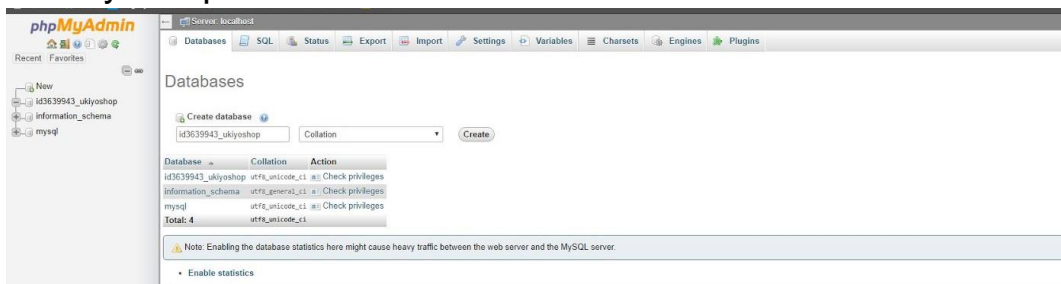 phpMyAdmin
Recent Favorites
New
id3639943_ukiyoshop
information_schema
mysql
Server: localhost
Databases SQL Status Export Import Settings Variables Charsets Engines Plugins
Databases
Create database
id3639943_ukiyoshop Collation Create
Database Collation Action
id3639943_ukiyoshop utf8_unicode_ci Check privileges
information_schema utf8_general_ci Check privileges
mysql utf8_unicode_ci Check privileges
Total: 4 utf8_unicode_ci
Note: Enabling the database statistics here might cause heavy traffic between the web server and the MySQL server.
Enable statistics